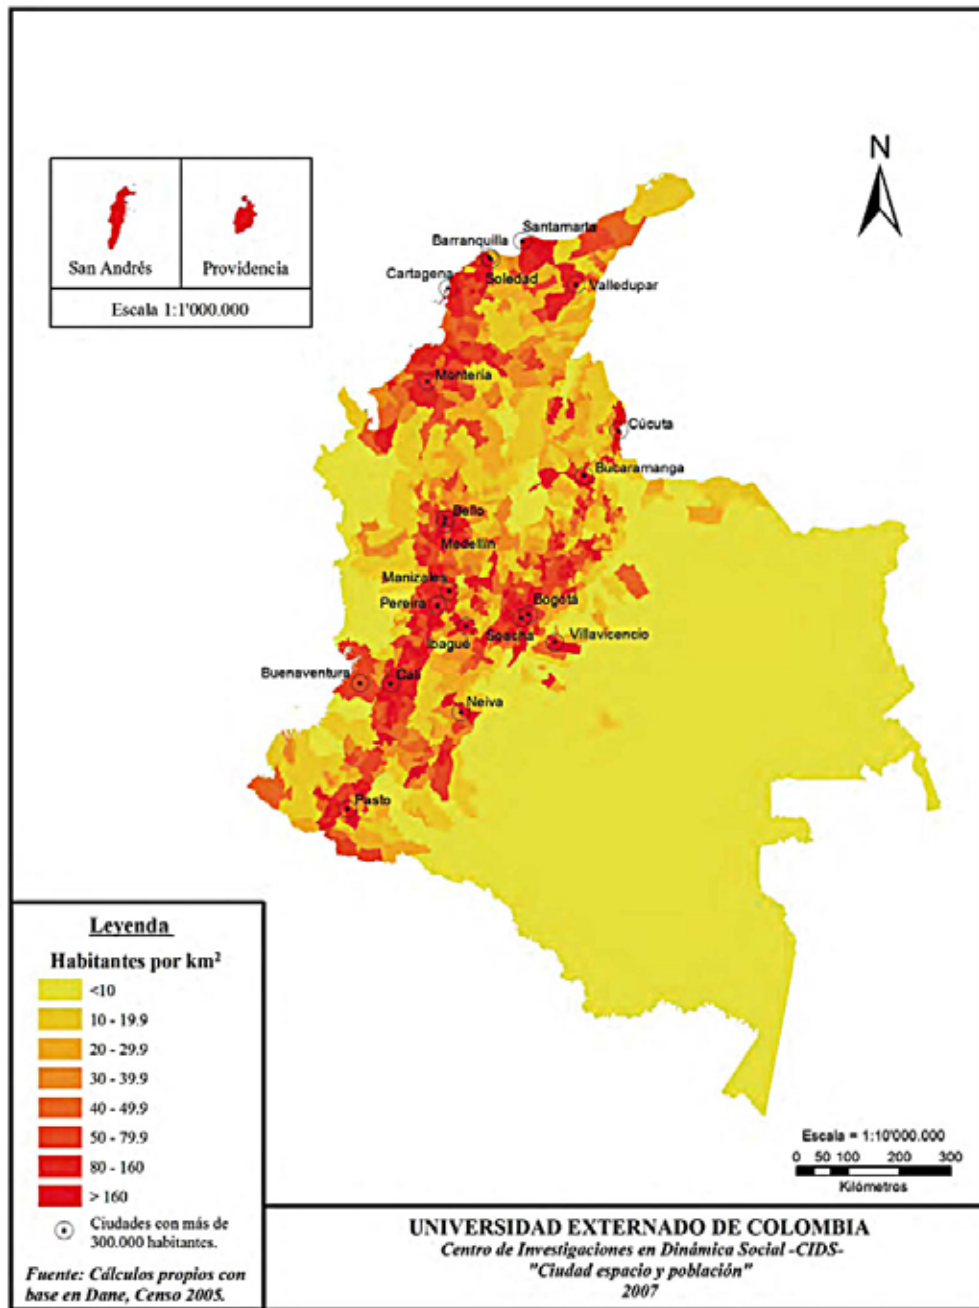 N
San Andrés
Providencia
Escala 1:1'000.000
Santamarta
Barranquilla
Cartagena
Soledad
Valledupar
Montería
Cúcuta
Bucaramanga
Bello
Medellín
Manizales
Pereira
Bogotá
Ibagué
Soacha
Villavicencio
Buenaventura
Cali
Neiva
Pasto
Leyenda
Habitantes por km²
<10
10 - 19.9
20 - 29.9
30 - 39.9
40 - 49.9
50 - 79.9
80 - 160
> 160
Ciudades con más de
300.000 habitantes.
Fuente: Cálculos propios con
base en Dane, Censo 2005.
Escala = 1:10'000.000
0 50 100 200 300
Kilómetros
UNIVERSIDAD EXTERNADO DE COLOMBIA
Centro de Investigaciones en Dinámica Social -CIDS-
"Ciudad espacio y población"
2007